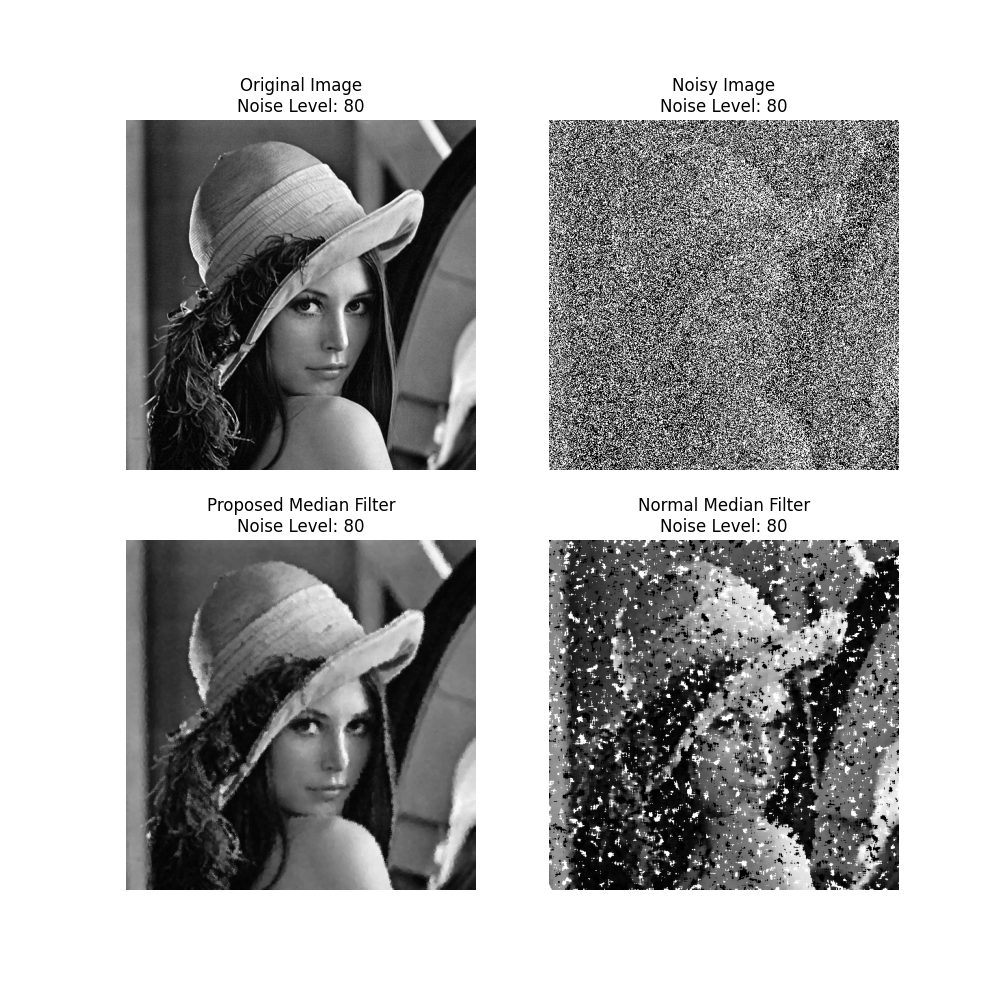 Original Image
Noise Level: 80
Noisy Image
Noise Level: 80
Proposed Median Filter
Noise Level: 80
Normal Median Filter
Noise Level: 80